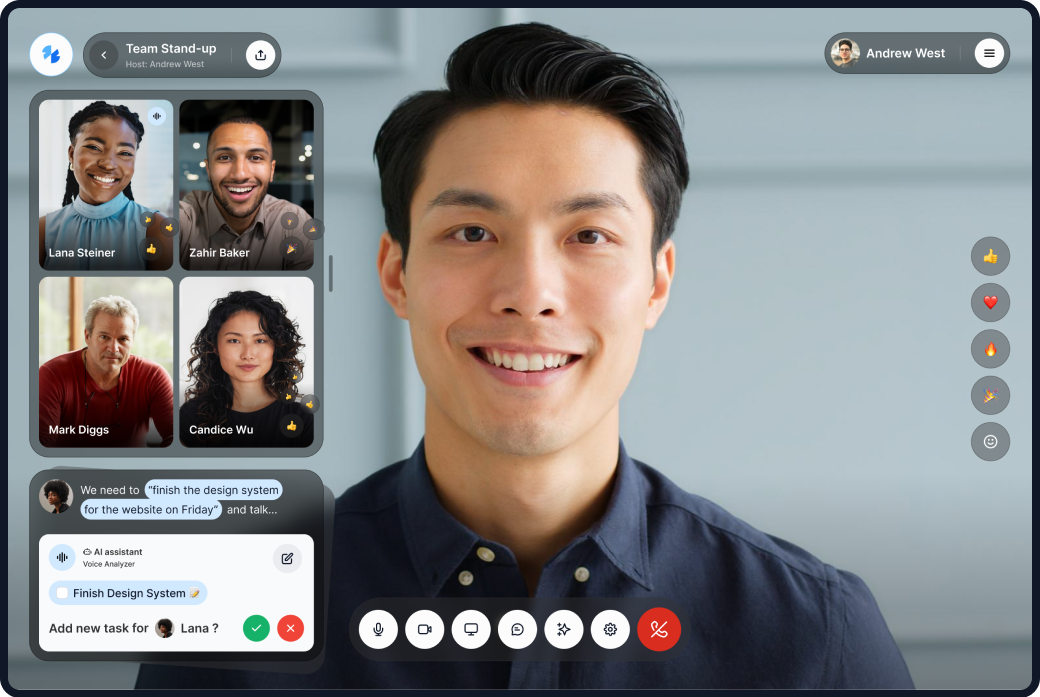 Team Stand-up
Host: Andrew West
Andrew West
Lana Steiner
Zahir Baker
Mark Diggs
Candice Wu
We need to “finish the design system
for the website on Friday” and talk...
AI assistant
Voice Analyzer
Finish Design System
Add new task for Lana ?